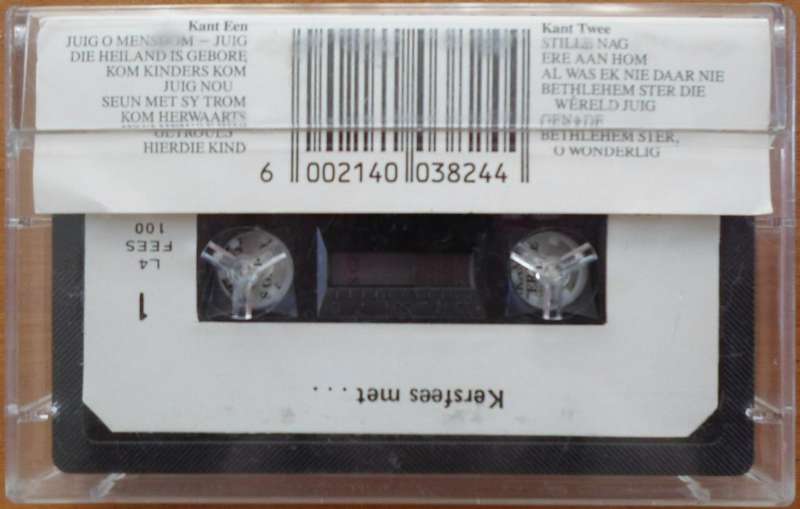 Kant Een
JUIG O MENSDOM – JUIG
DIE HEILAND IS GEBORE
KOM KINDERS KOM
JUIG NOU
SEUN MET SY TROM
KOM HERWAARTS
GETROUES
HIERDIE KIND
Kant Twee
STILLE NAG
ERE AAN HOM
AL WAS EK NIE DAAR NIE
BETHLEHEM STER DIE
WÊRELD JUIG
BETHLEHEM STER,
O WONDERLIG
6 002140 038244
1
L4
FEES
100
Kersfees met . . .